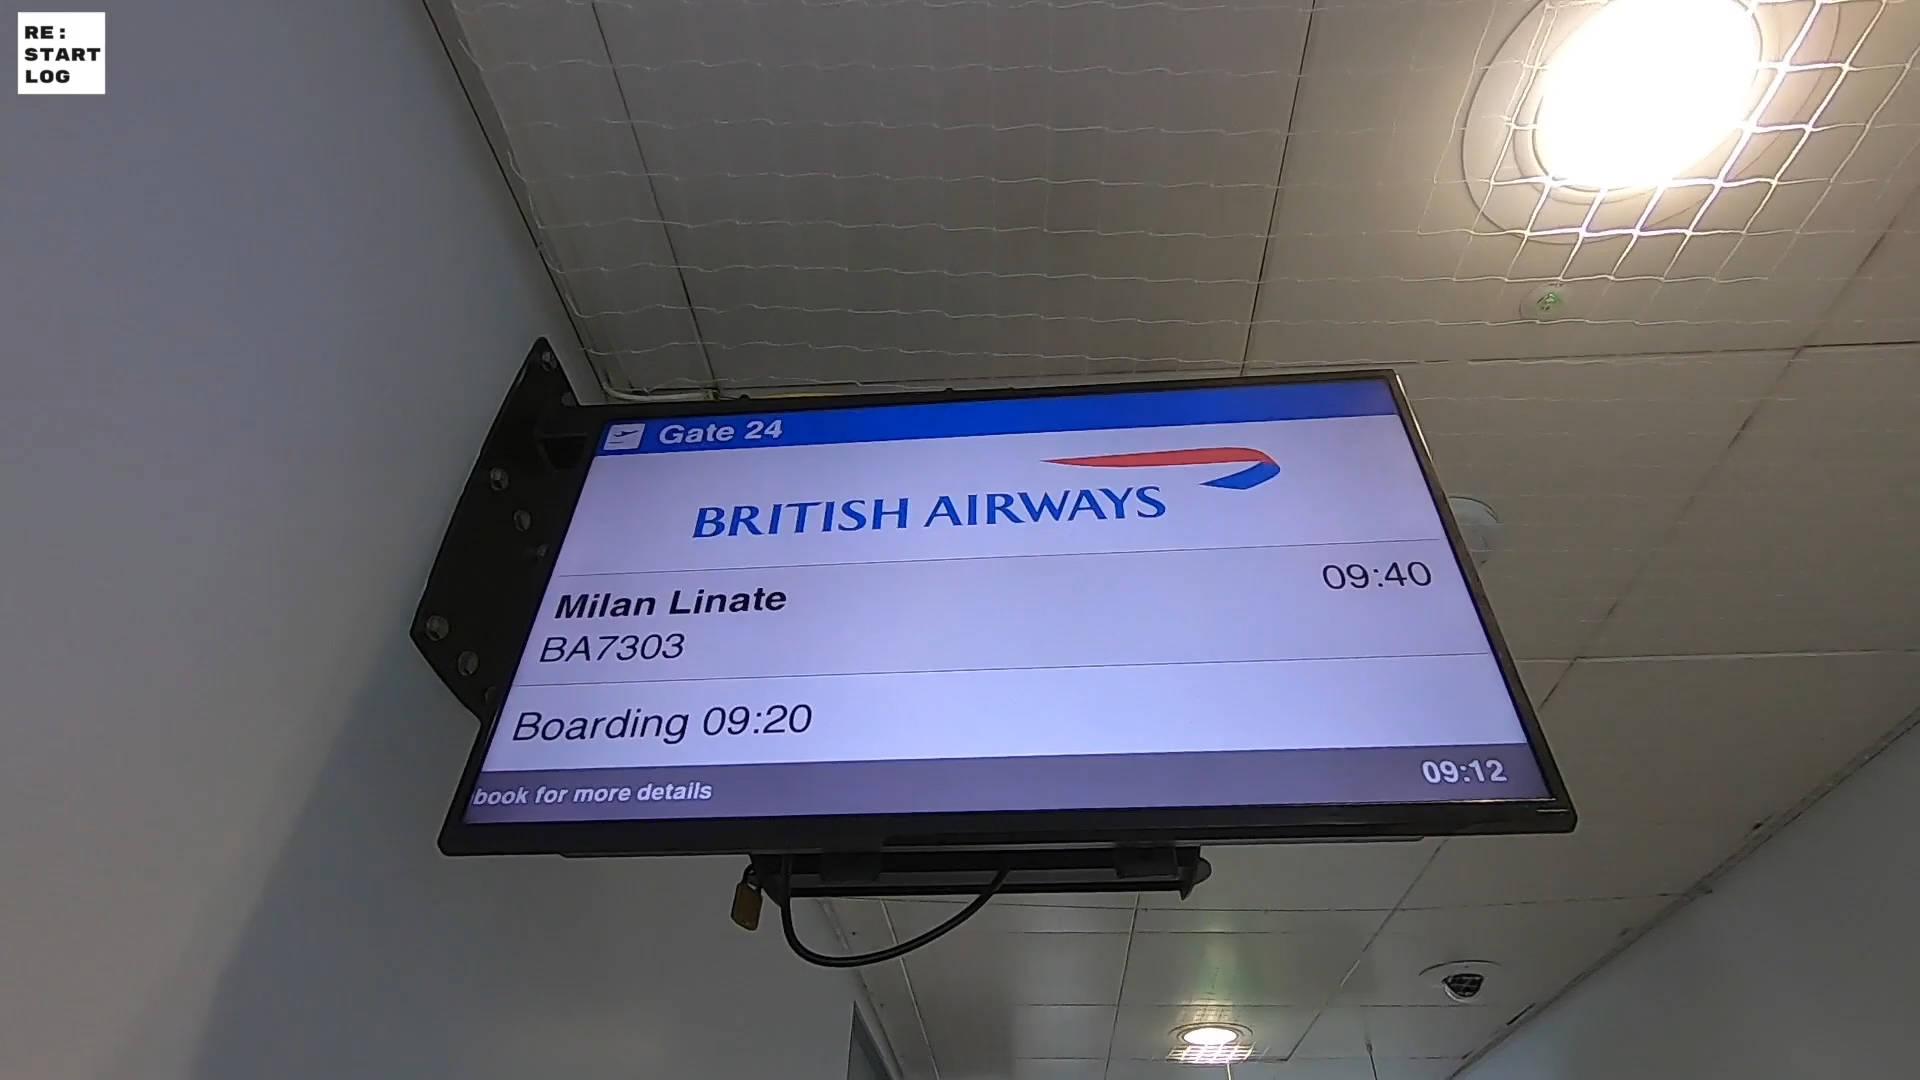 RE:
START
LOG
Gate 24
BRITISH AIRWAYS
Milan Linate
09:40
BA7303
Boarding 09:20
book for more details
09:12